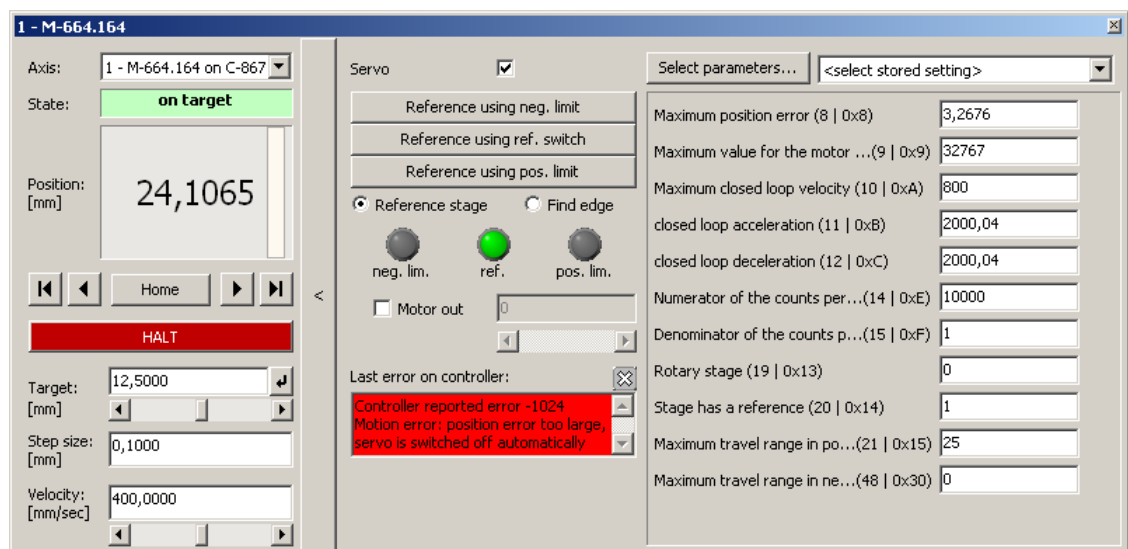 1 - M-664.164
Axis:
1 - M-664.164 on C-867
State:
on target
Position:
[mm]
24,1065
Home
HALT
Target:
[mm]
12,5000
Step size:
[mm]
0,1000
Velocity:
[mm/sec]
400,0000
<
Servo
Reference using neg. limit
Reference using ref. switch
Reference using pos. limit
Reference stage
Find edge
neg. lim.
ref.
pos. lim.
Motor out
0
Last error on controller:
Controller reported error -1024
Motion error: position error too large,
servo is switched off automatically
Select parameters...
<select stored setting>
Maximum position error (8 | 0x8)
3,2676
Maximum value for the motor ...(9 | 0x9)
32767
Maximum closed loop velocity (10 | 0xA)
800
closed loop acceleration (11 | 0xB)
2000,04
closed loop deceleration (12 | 0xC)
2000,04
Numerator of the counts per...(14 | 0xE)
10000
Denominator of the counts p...(15 | 0xF)
1
Rotary stage (19 | 0x13)
0
Stage has a reference (20 | 0x14)
1
Maximum travel range in po...(21 | 0x15)
25
Maximum travel range in ne...(48 | 0x30)
0